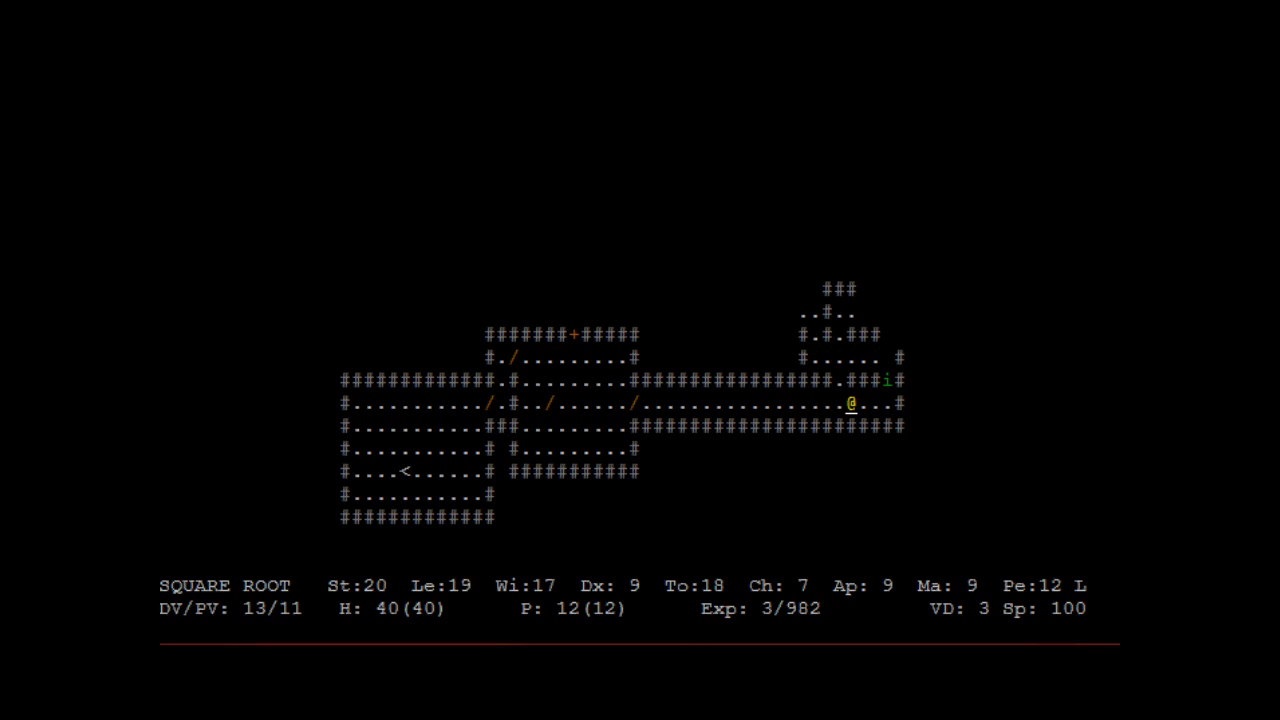 ###
..#..
#######+##### #.#.###
#./.........# #...... #
#############.#.........#################.###i#
#.........../.#../....../.................@...#
#...........###.........#######################
#...........# #.........#
#....<......# ###########
#...........#
#############
SQUARE ROOT St:20 Le:19 Wi:17 Dx: 9 To:18 Ch: 7 Ap: 9 Ma: 9 Pe:12 L
DV/PV: 13/11 H: 40(40) P: 12(12) Exp: 3/982 VD: 3 Sp: 100